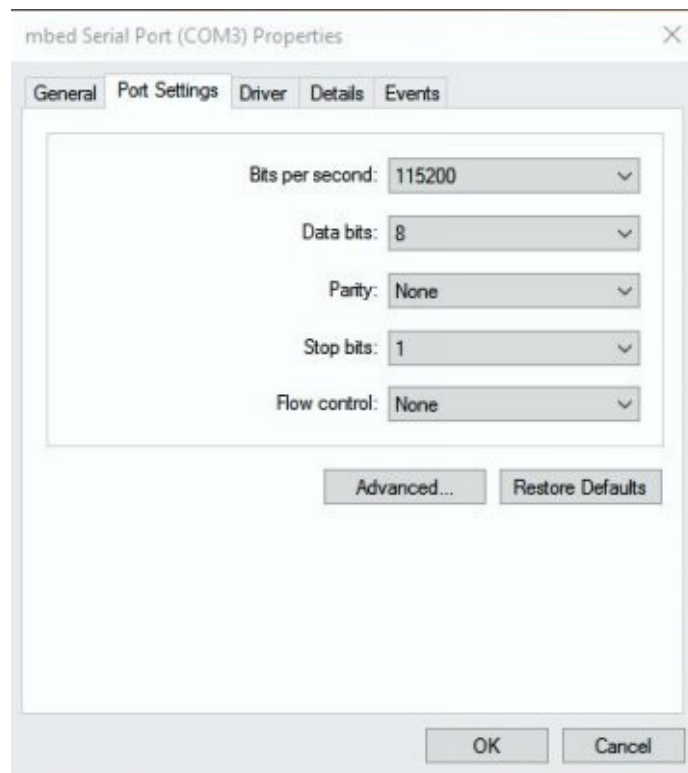 mbed Serial Port (COM3) Properties
General Port Settings Driver Details Events
Bits per second: 115200
Data bits: 8
Parity: None
Stop bits: 1
Flow control: None
Advanced... Restore Defaults
OK Cancel